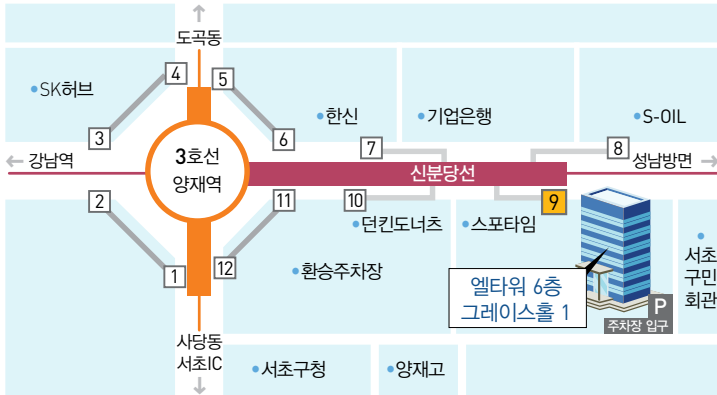 도곡동
SK허브
4
5
한신
기업은행
S-OIL
3
6
7
8
강남역
3호선
양재역
신분당선
성남방면
2
11
10
9
던킨도너츠
스포타임
서초
구민
회관
1
12
환승주차장
엘타워 6층
그레이스홀 1
P
주차장 입구
사당동
서초IC
서초구청
양재고